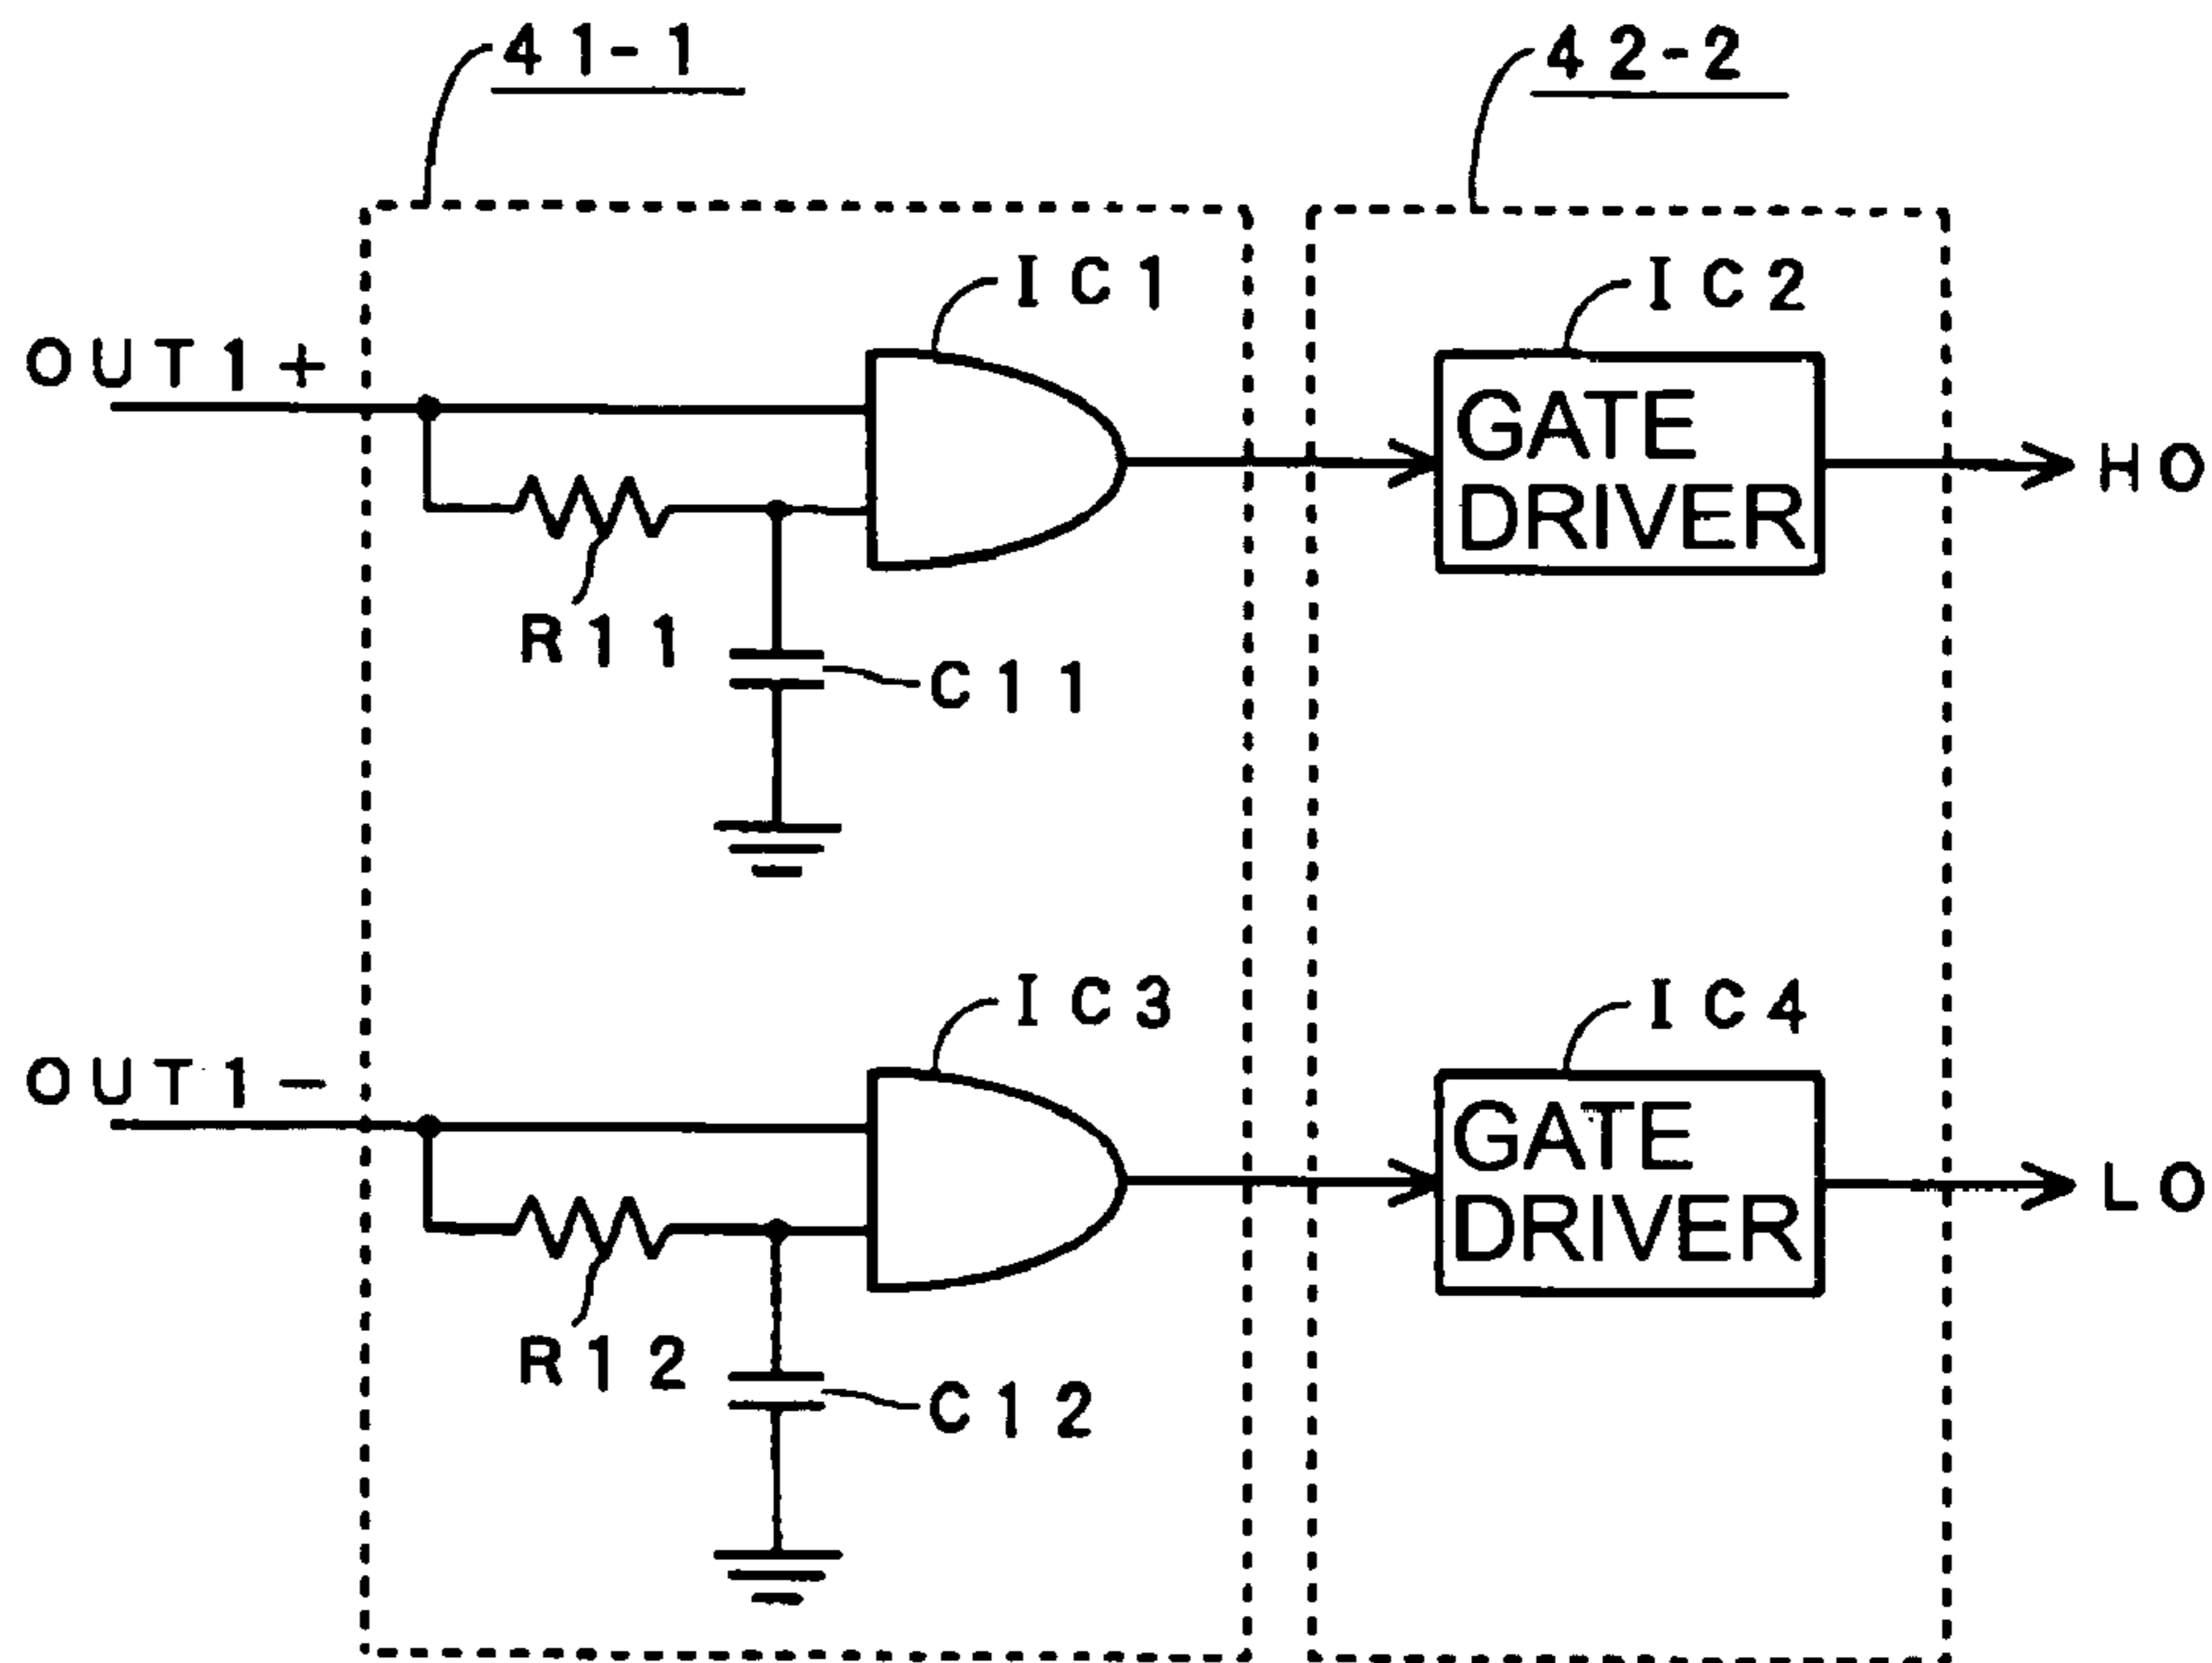 41-1
42-2
IC1
IC2
OUT1+
GATE
DRIVER
HO
R11
C11
IC3
IC4
OUT1-
GATE
DRIVER
LO
R12
C12